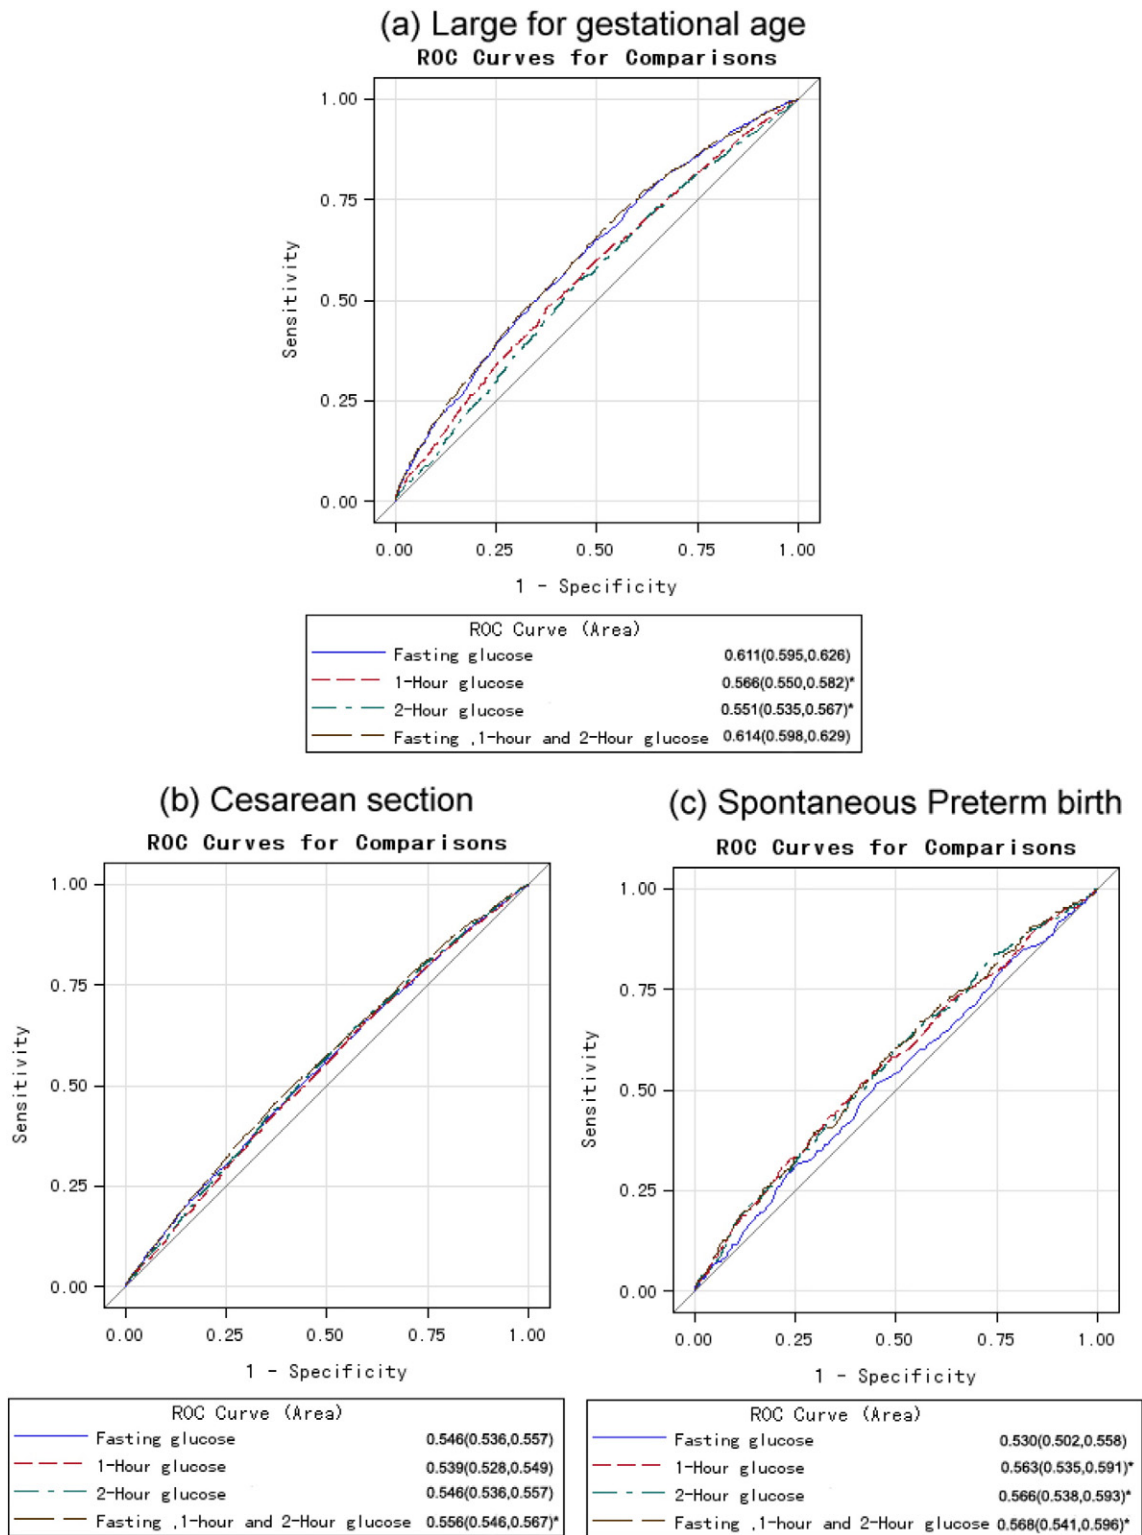 (a) Large for gestational age
ROC Curves for Comparisons
1.00
0.75
0.50
0.25
0.00
Sensitivity
0.00 0.25 0.50 0.75 1.00
1 - Specificity
ROC Curve (Area)
Fasting glucose 0.611(0.595,0.626)
1-Hour glucose 0.566(0.550,0.582)*
2-Hour glucose 0.551(0.535,0.567)*
Fasting ,1-hour and 2-Hour glucose 0.614(0.598,0.629)
(b) Cesarean section
ROC Curves for Comparisons
1.00
0.75
0.50
0.25
0.00
Sensitivity
0.00 0.25 0.50 0.75 1.00
1 - Specificity
ROC Curve (Area)
Fasting glucose 0.546(0.536,0.557)
1-Hour glucose 0.539(0.528,0.549)
2-Hour glucose 0.546(0.536,0.557)
Fasting ,1-hour and 2-Hour glucose 0.556(0.546,0.567)*
(c) Spontaneous Preterm birth
ROC Curves for Comparisons
1.00
0.75
0.50
0.25
0.00
Sensitivity
0.00 0.25 0.50 0.75 1.00
1 - Specificity
ROC Curve (Area)
Fasting glucose 0.530(0.502,0.558)
1-Hour glucose 0.563(0.535,0.591)*
2-Hour glucose 0.566(0.538,0.593)*
Fasting ,1-hour and 2-Hour glucose 0.568(0.541,0.596)*